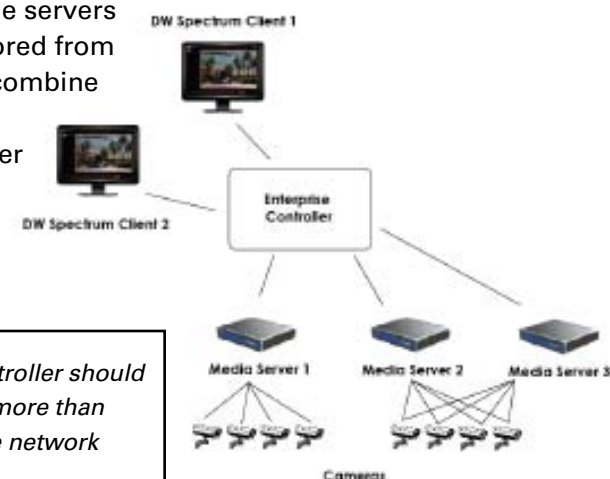 e servers
ored from
combine
er
DW Spectrum Client 1
DW Spectrum Client 2
Enterprise
Controller
Media Server 1
Media Server 2
Media Server 3
troller should
more than
e network
Cameras